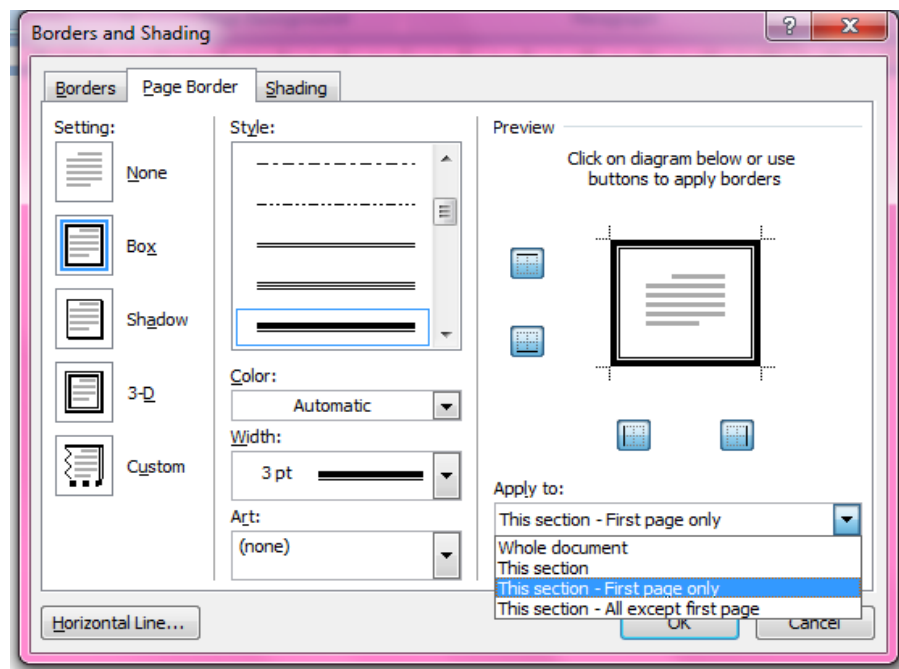 Borders and Shading
?
X
Borders
Page Border
Shading
Setting:
None
Box
Shadow
3-D
Custom
Style:
Color:
Automatic
Width:
3 pt
Art:
(none)
Preview
Click on diagram below or use
buttons to apply borders
Apply to:
This section - First page only
Whole document
This section
This section - First page only
This section - All except first page
Horizontal Line...
OK
Cancel